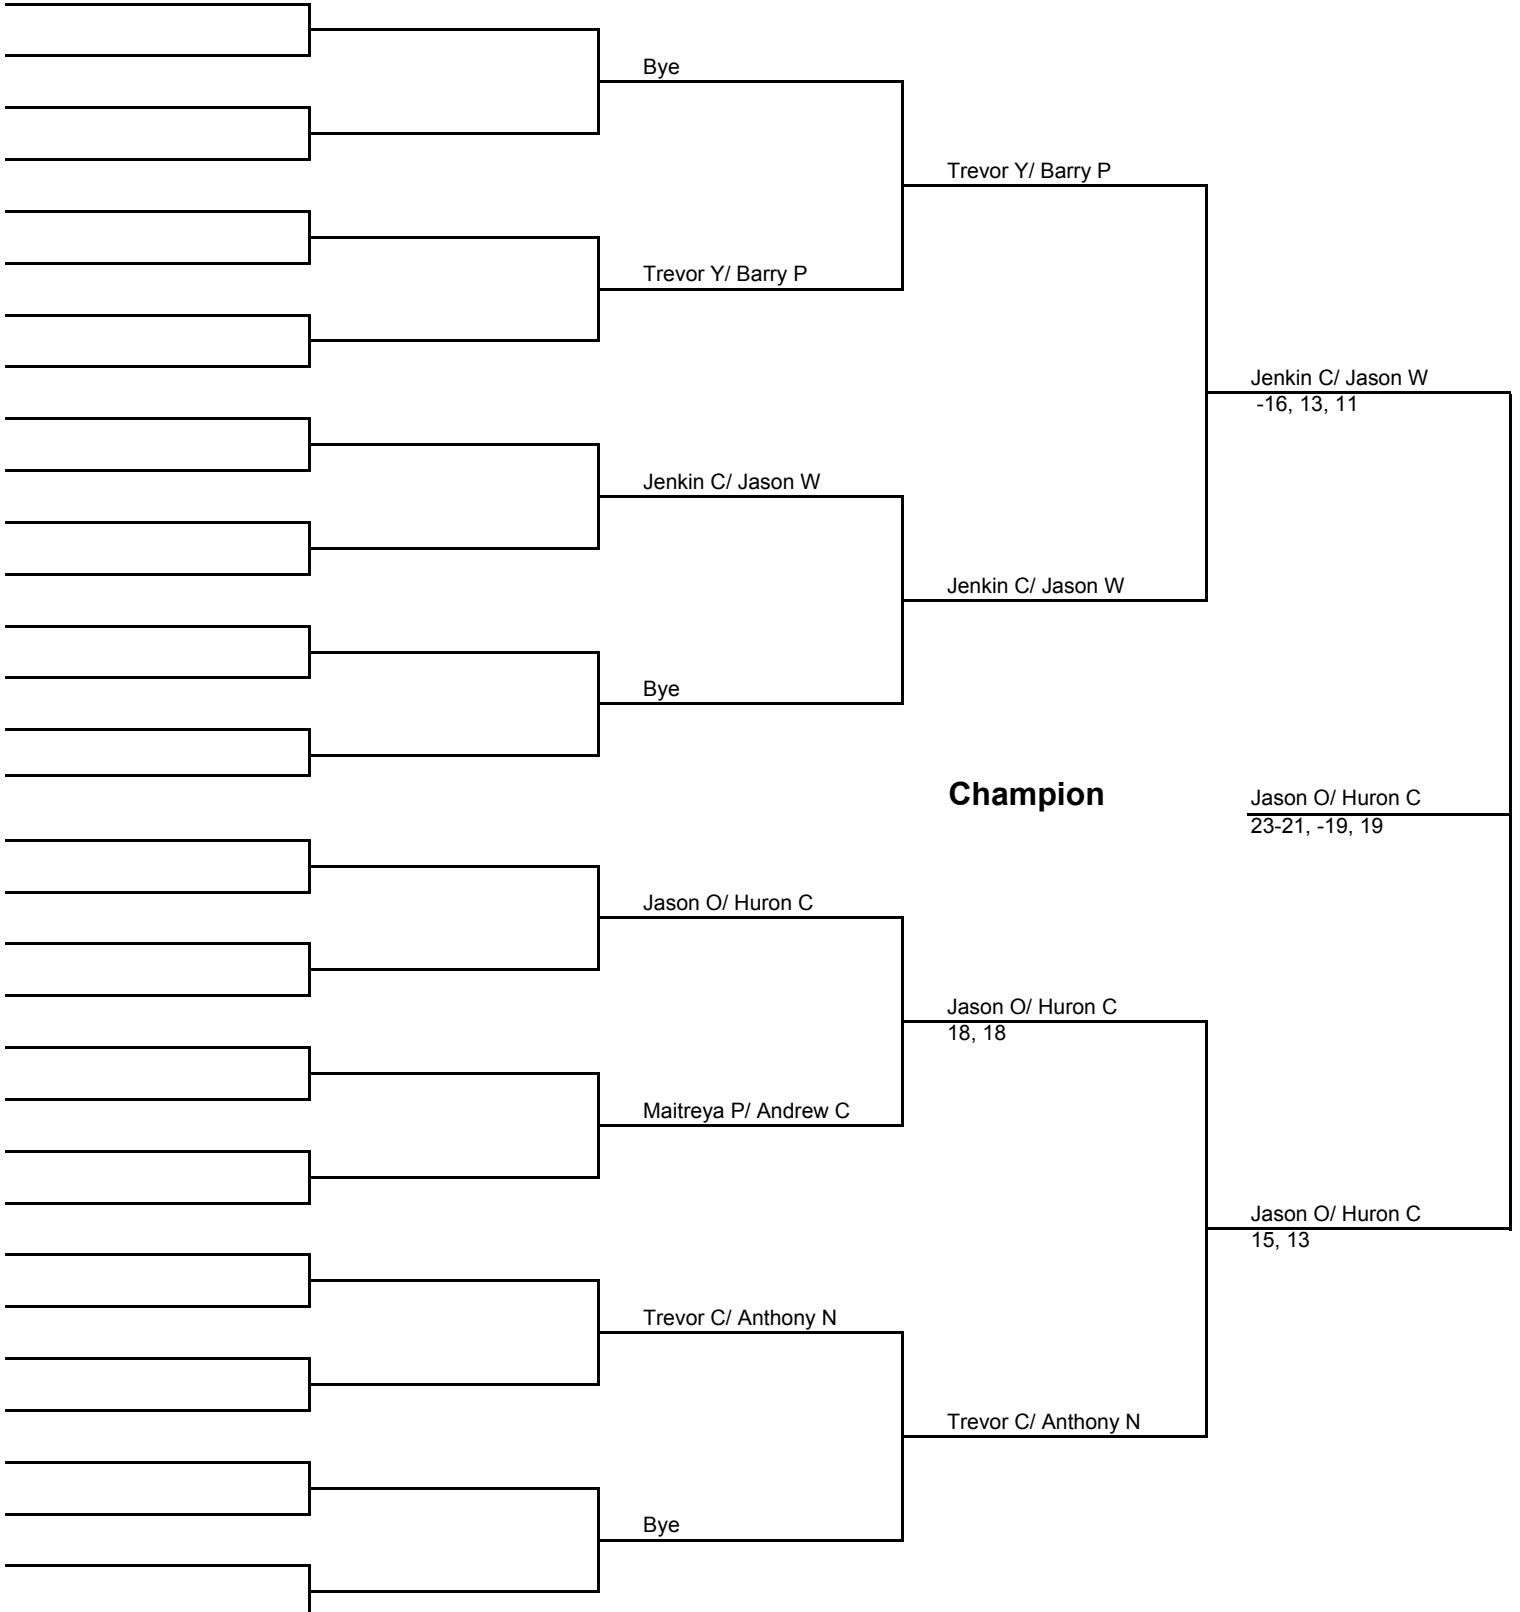 Bye
Trevor Y/ Barry P
Trevor Y/ Barry P
Jenkin C/ Jason W
-16, 13, 11
Jenkin C/ Jason W
Jenkin C/ Jason W
Bye
Champion
Jason O/ Huron C
23-21, -19, 19
Jason O/ Huron C
Jason O/ Huron C
18, 18
Maitreya P/ Andrew C
Jason O/ Huron C
15, 13
Trevor C/ Anthony N
Trevor C/ Anthony N
Bye